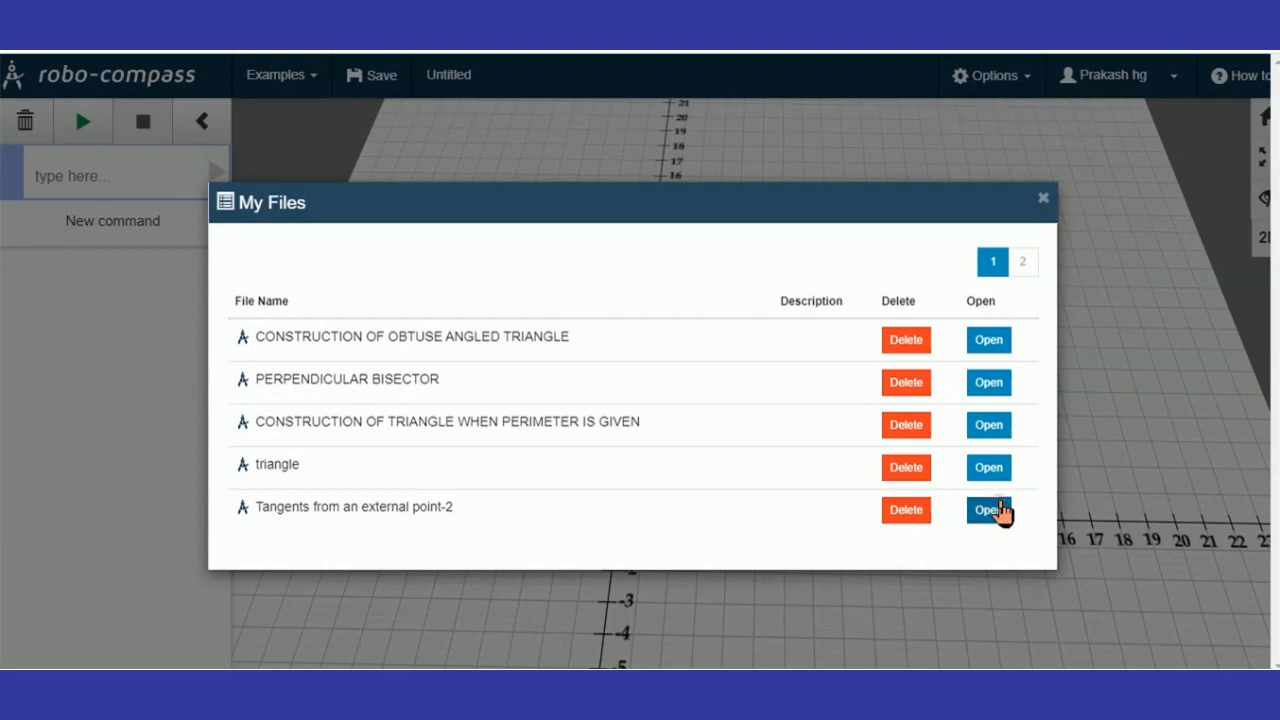 robo-compass Examples Save Untitled Options Prakash hg How to
type here...
New command
My Files
1 2
File Name Description Delete Open
CONSTRUCTION OF OBTUSE ANGLED TRIANGLE Delete Open
PERPENDICULAR BISECTOR Delete Open
CONSTRUCTION OF TRIANGLE WHEN PERIMETER IS GIVEN Delete Open
triangle Delete Open
Tangents from an external point-2 Delete Open
21
20
19
18
17
16
16 17 18 19 20 21 22
-3
-4